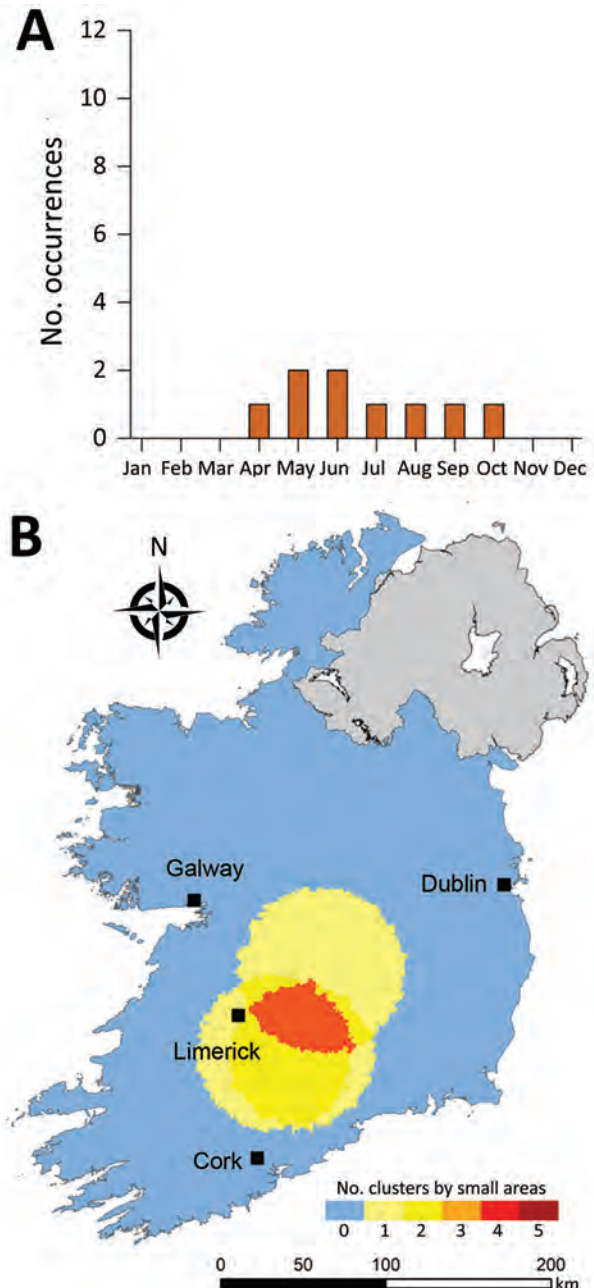 A
No. occurrences
12
10
8
6
4
2
0
Jan Feb Mar Apr May Jun Jul Aug Sep Oct Nov Dec
B
N
Galway
Dublin
Limerick
Cork
No. clusters by small areas
0 1 2 3 4 5
0 50 100 200
km